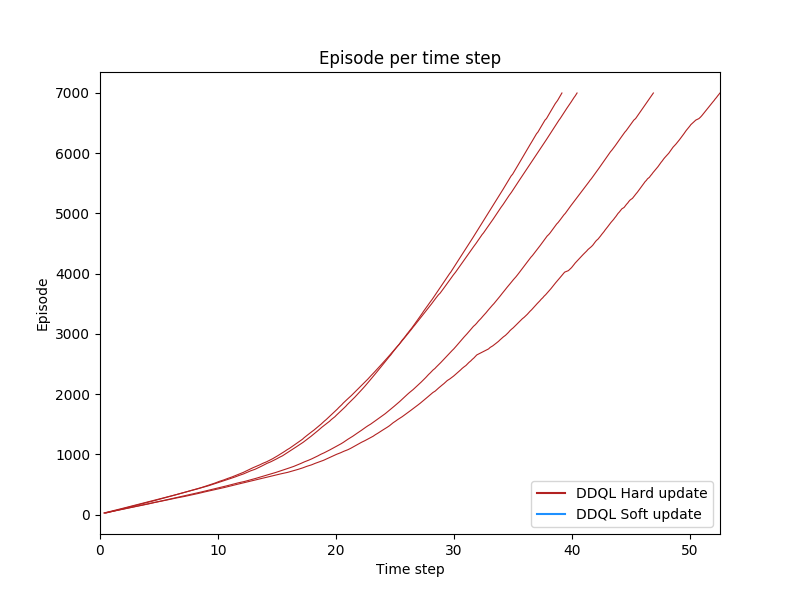 Episode per time step
7000
6000
5000
4000
3000
2000
1000
0
Episode
0 10 20 30 40 50
Time step
DDQL Hard update
DDQL Soft update